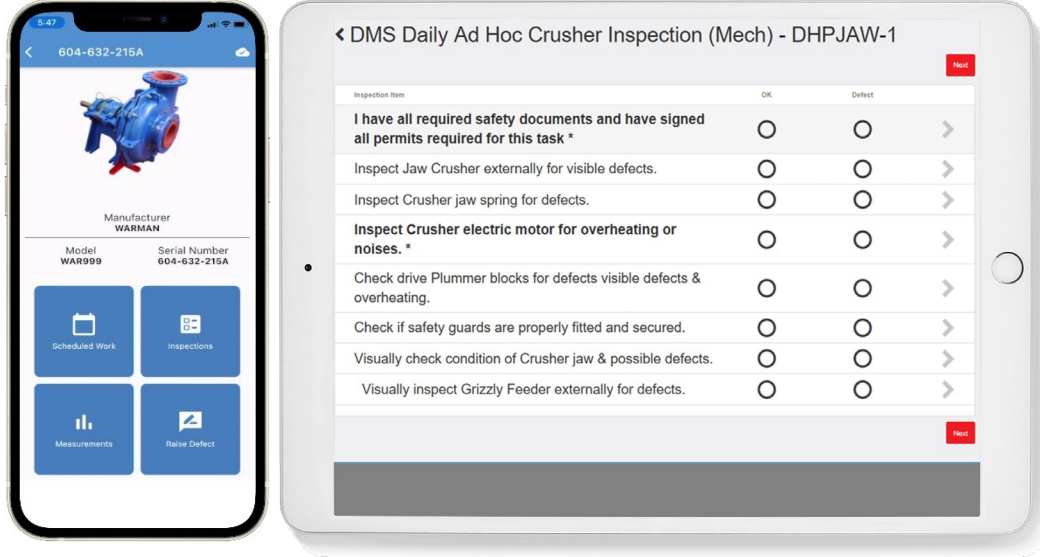 5:47
604-632-215A
Manufacturer
WARMAN
Model
WAR999
Serial Number
604-632-215A
Scheduled Work
Inspections
Measurements
Raise Defect
DMS Daily Ad Hoc Crusher Inspection (Mech) - DHPJAW-1
Next
Inspection Item
OK
Defect
I have all required safety documents and have signed
all permits required for this task *
Inspect Jaw Crusher externally for visible defects.
Inspect Crusher jaw spring for defects.
Inspect Crusher electric motor for overheating or
noises. *
Check drive Plummer blocks for defects visible defects &
overheating.
Check if safety guards are properly fitted and secured.
Visually check condition of Crusher jaw & possible defects.
Visually inspect Grizzly Feeder externally for defects.
Next